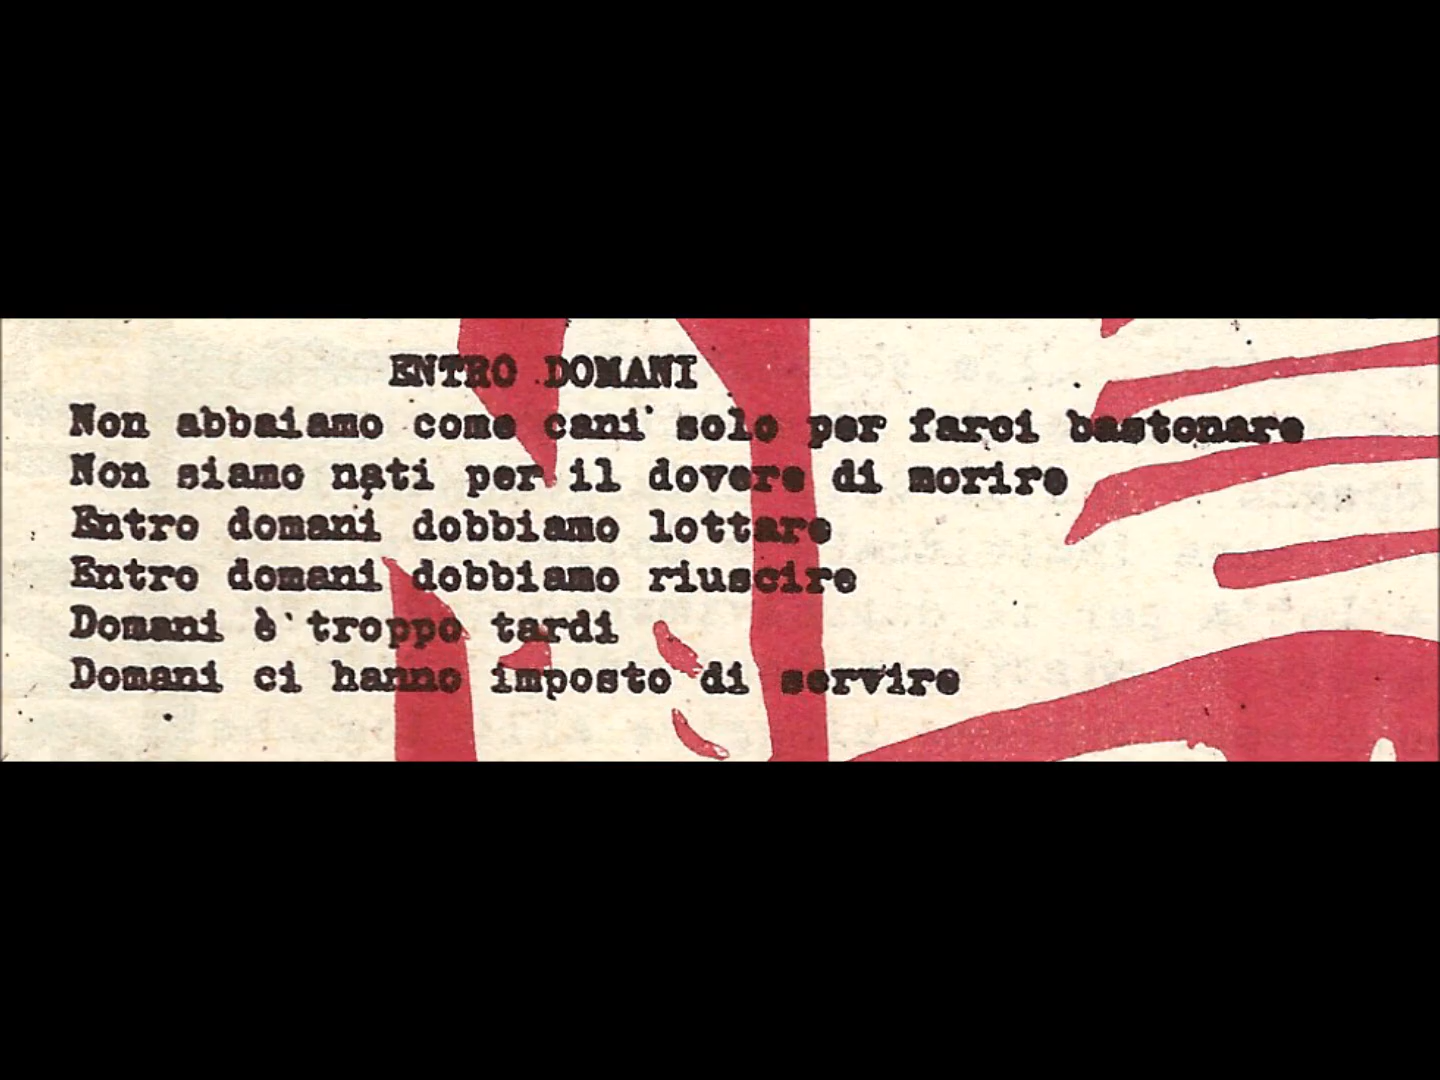 ENTRO DOMANI
Non abbaiamo come cani solo per farci bastonare
Non siamo nati per il dovere di morire
Entro domani dobbiamo lottare
Entro domani dobbiamo riuscire
Domani è troppo tardi
Domani ci hanno imposto di servire